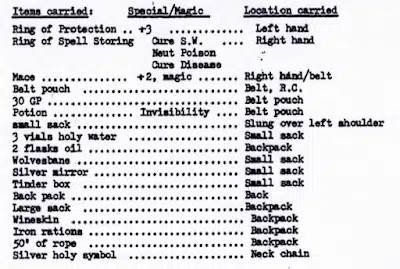 Items carried: Special/Magic Location carried
Ring of Protection .. +3 ............. Left hand
Ring of Spell Storing Cure S.W. .... Right hand
Neut Poison
Cure Disease
Mace ................ +2, magic ....... Right hand/belt
Belt pouch ............................ Belt, R.C.
30 GP ................................. Belt pouch
Potion .............. Invisibility .... Belt pouch
small sack ............................ Slung over left shoulder
3 vials holy water .................... Small sack
2 flasks oil .......................... Backpack
Wolvesbane ............................ Small sack
Silver mirror ......................... Small sack
Tinder box ............................ Small sack
Back pack ............................. Back
Large sack ............................ Backpack
Wineskin .............................. Backpack
Iron rations .......................... Backpack
50' of rope ........................... Backpack
Silver holy symbol .................... Neck chain